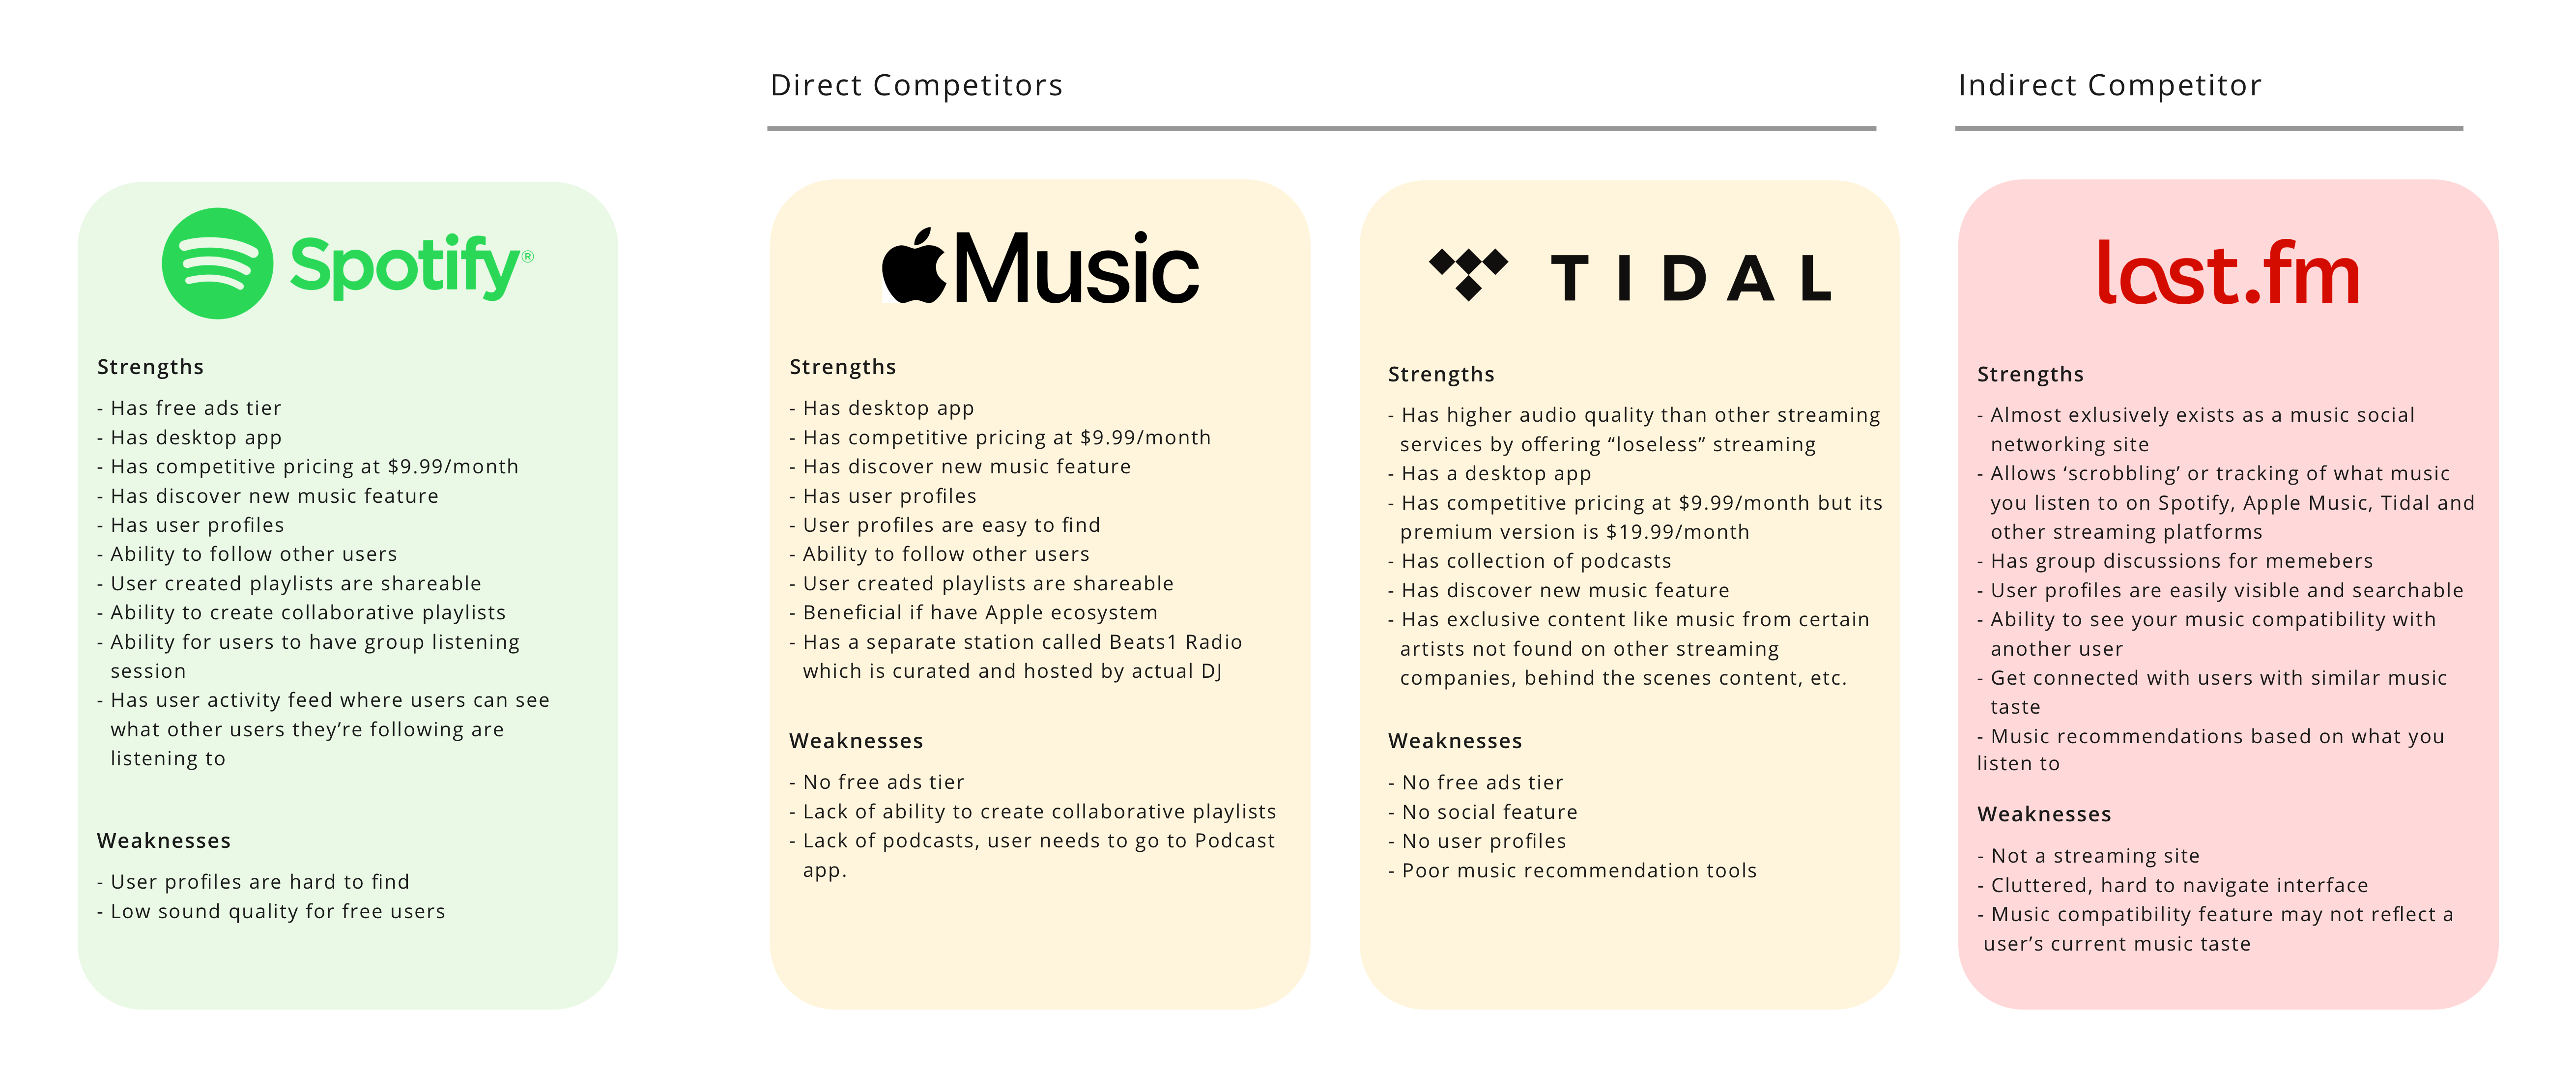 Direct Competitors
Indirect Competitor
Spotify®
Strengths
- Has free ads tier
- Has desktop app
- Has competitive pricing at $9.99/month
- Has discover new music feature
- Has user profiles
- Ability to follow other users
- User created playlists are shareable
- Ability to create collaborative playlists
- Ability for users to have group listening
session
- Has user activity feed where users can see
what other users they’re following are
listening to
Weaknesses
- User profiles are hard to find
- Low sound quality for free users
Music
Strengths
- Has desktop app
- Has competitive pricing at $9.99/month
- Has discover new music feature
- Has user profiles
- User profiles are easy to find
- Ability to follow other users
- User created playlists are shareable
- Beneficial if have Apple ecosystem
- Has a separate station called Beats1 Radio
which is curated and hosted by actual DJ
Weaknesses
- No free ads tier
- Lack of ability to create collaborative playlists
- Lack of podcasts, user needs to go to Podcast
app.
TIDAL
Strengths
- Has higher audio quality than other streaming
services by offering “loseless” streaming
- Has a desktop app
- Has competitive pricing at $9.99/month but its
premium version is $19.99/month
- Has collection of podcasts
- Has discover new music feature
- Has exclusive content like music from certain
artists not found on other streaming
companies, behind the scenes content, etc.
Weaknesses
- No free ads tier
- No social feature
- No user profiles
- Poor music recommendation tools
last.fm
Strengths
- Almost exlusively exists as a music social
networking site
- Allows ‘scrobbling’ or tracking of what music
you listen to on Spotify, Apple Music, Tidal and
other streaming platforms
- Has group discussions for memebers
- User profiles are easily visible and searchable
- Ability to see your music compatibility with
another user
- Get connected with users with similar music
taste
- Music recommendations based on what you
listen to
Weaknesses
- Not a streaming site
- Cluttered, hard to navigate interface
- Music compatibility feature may not reflect a
user’s current music taste